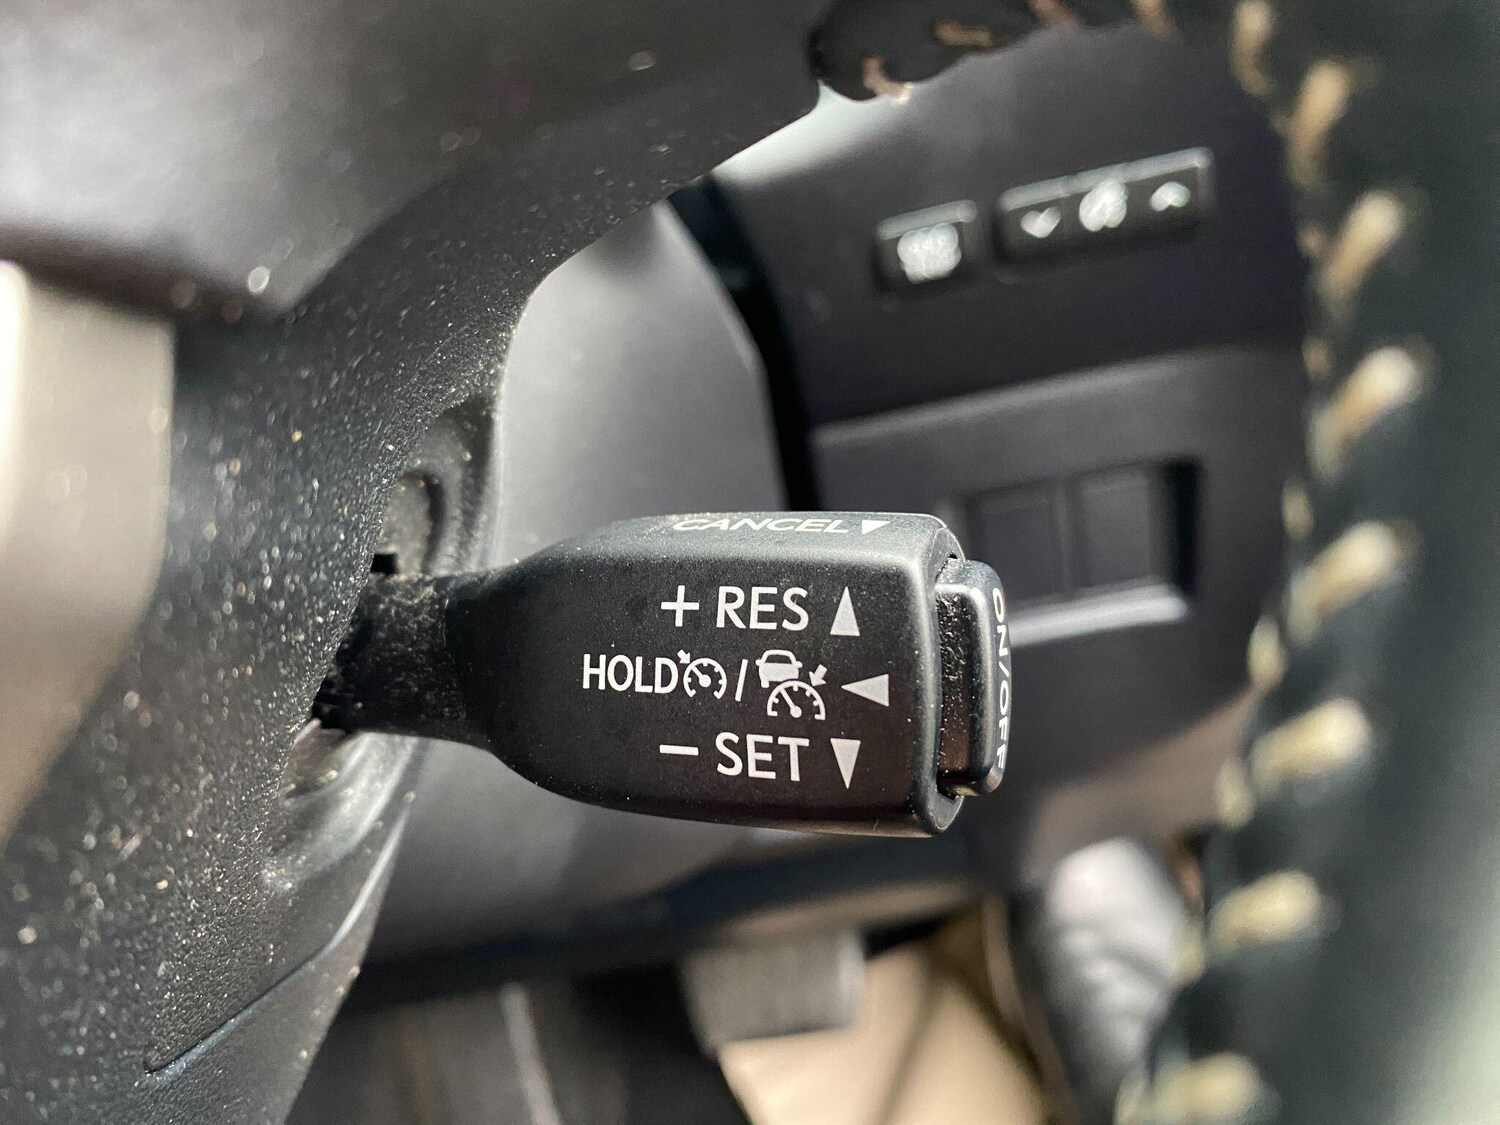 CANCEL
+ RES
HOLD /
− SET
ON/OFF